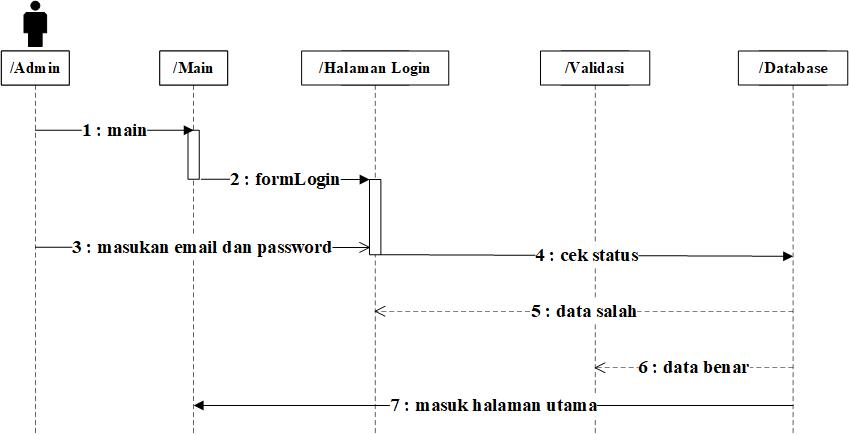 /Admin
/Main
/Halaman Login
/Validasi
/Database
1 : main
2 : formLogin
3 : masukan email dan password
4 : cek status
5 : data salah
6 : data benar
7 : masuk halaman utama